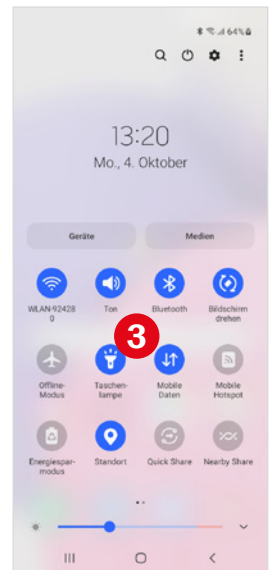 64%
13:20
Mo., 4. Oktober
Geräte
Medien
WLAN-92428
0
Ton
Bluetooth
Bildschirm
drehen
3
Offline-
Modus
Taschen-
lampe
Mobile
Daten
Mobile
Hotspot
Energiespar-
modus
Standort
Quick Share
Nearby Share